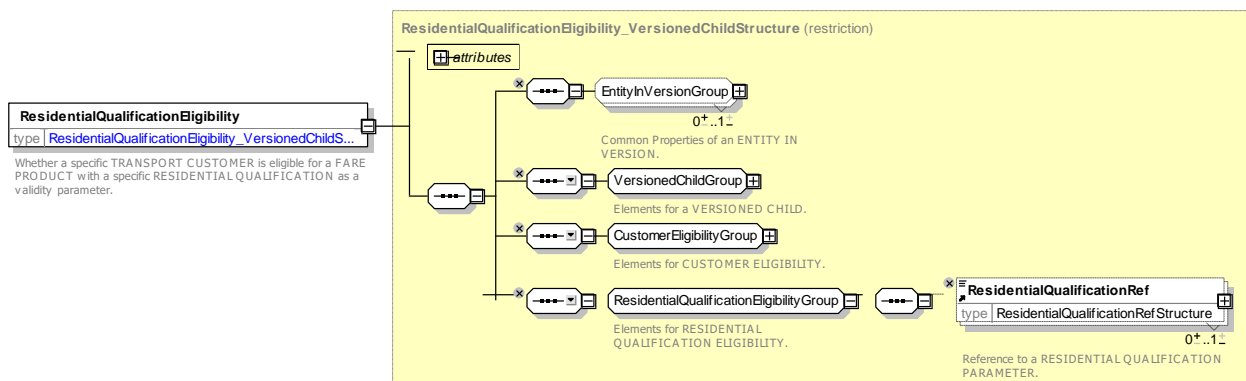 ResidentialQualificationEligibility_VersionedChildStructure (restriction)
attributes
EntityInVersionGroup
0..1
Common Properties of an ENTITY IN
VERSION.
ResidentialQualificationEligibility
type ResidentialQualificationEligibility_VersionedChildS...
Whether a specific TRANSPORT CUSTOMER is eligible for a FARE
PRODUCT with a specific RESIDENTIAL QUALIFICATION as a
validity parameter.
VersionedChildGroup
Elements for a VERSIONED CHILD.
CustomerEligibilityGroup
Elements for CUSTOMER ELIGIBILITY.
ResidentialQualificationEligibilityGroup
Elements for RESIDENTIAL
QUALIFICATION ELIGIBILITY.
ResidentialQualificationRef
type ResidentialQualificationRefStructure
0..1
Reference to a RESIDENTIAL QUALIFICATION
PARAMETER.